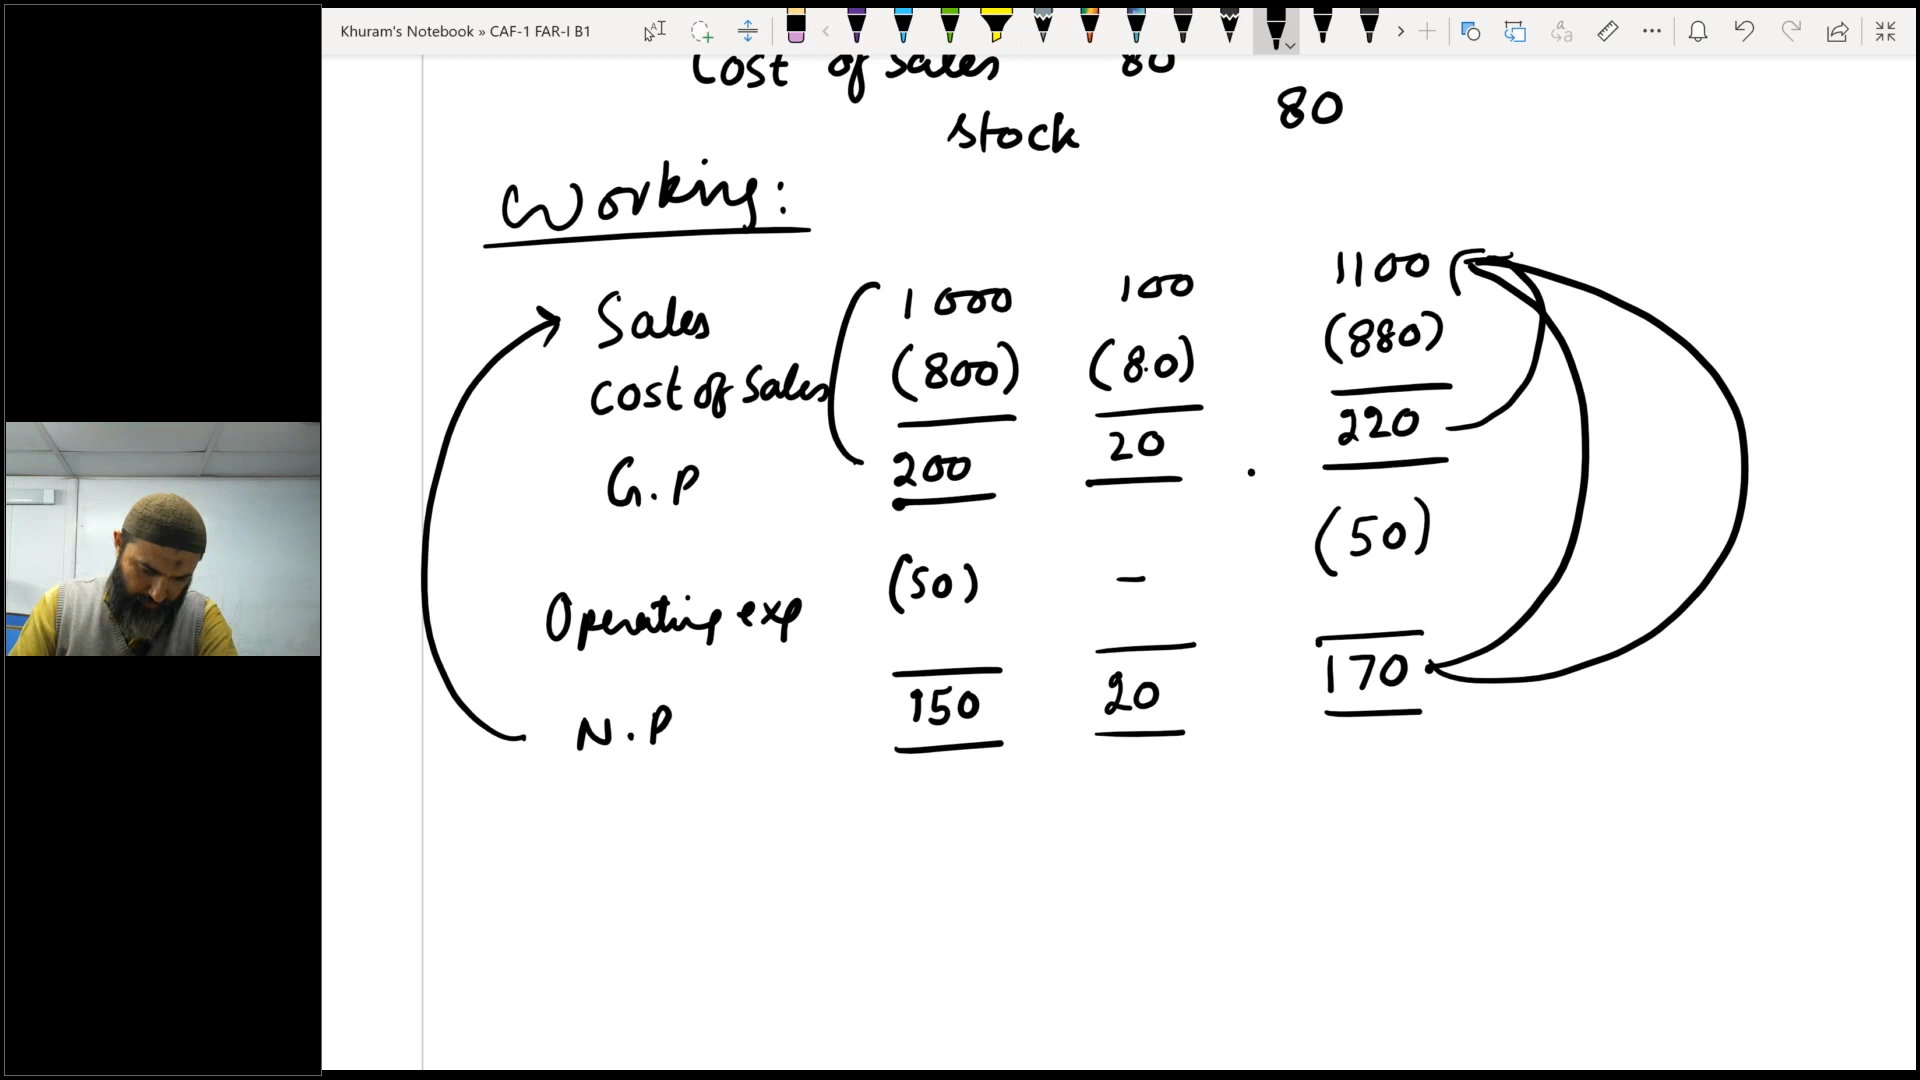 Khuram's Notebook » CAF-1 FAR-I B1
Cost of Sales 80
Stock 80
Working:
Sales 1000 100 1100
Cost of Sales (800) (80) (880)
G.P 200 20 220
Operating exp (50) - (50)
N.P 150 20 170